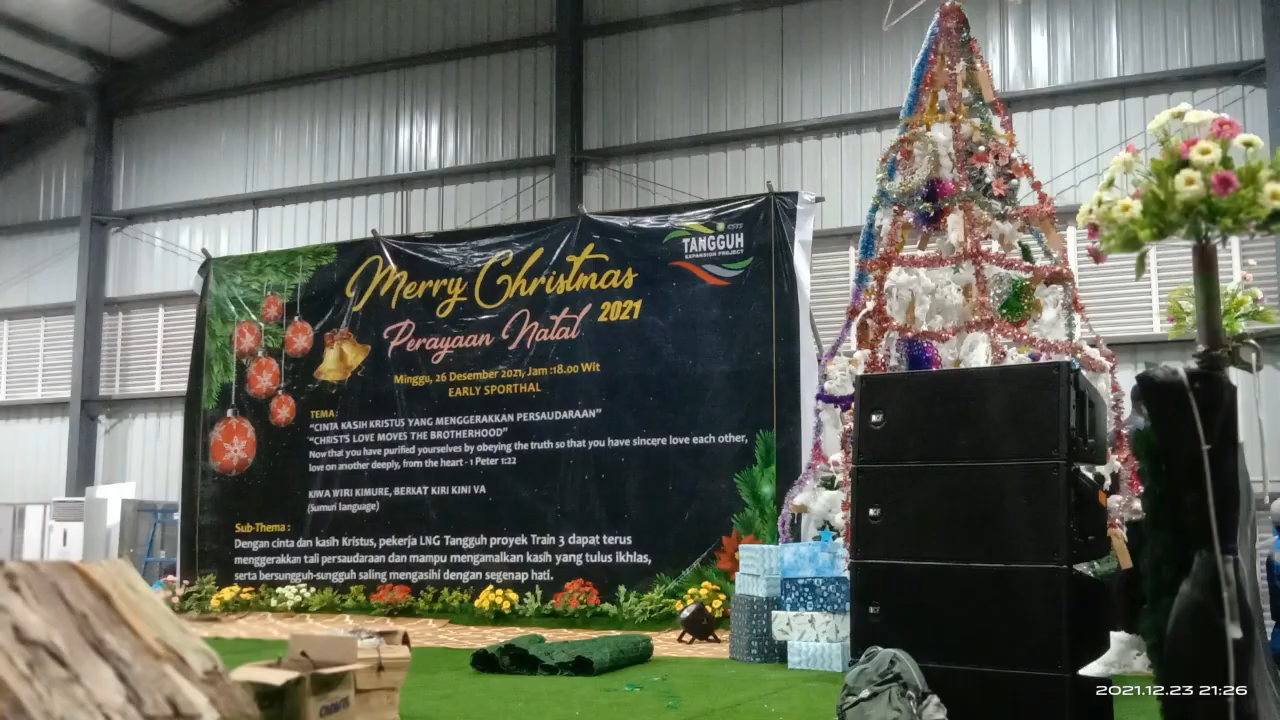 CSTS
TANGGUH
EXPANSION PROJECT
Merry Christmas
2021
Perayaan Natal
Minggu, 26 Desember 2021, Jam :18.00 Wit
EARLY SPORTHAL
TEMA:
"CINTA KASIH KRISTUS YANG MENGGERAKKAN PERSAUDARAAN"
"CHRIST'S LOVE MOVES THE BROTHERHOOD"
Now that you have purified yourselves by obeying the truth so that you have sincere love each other,
love on another deeply, from the heart - 1 Peter 1:22
KIWA WIRI KIMURE, BERKAT KIRI KINI VA
(Sumuri language)
Sub-Thema :
Dengan cinta dan kasih Kristus, pekerja LNG Tangguh proyek Train 3 dapat terus
menggerakkan tali persaudaraan dan mampu mengamalkan kasih yang tulus ikhlas,
serta bersungguh-sungguh saling mengasihi dengan segenap hati.
RCF
RCF
RCF
2021.12.23 21:26